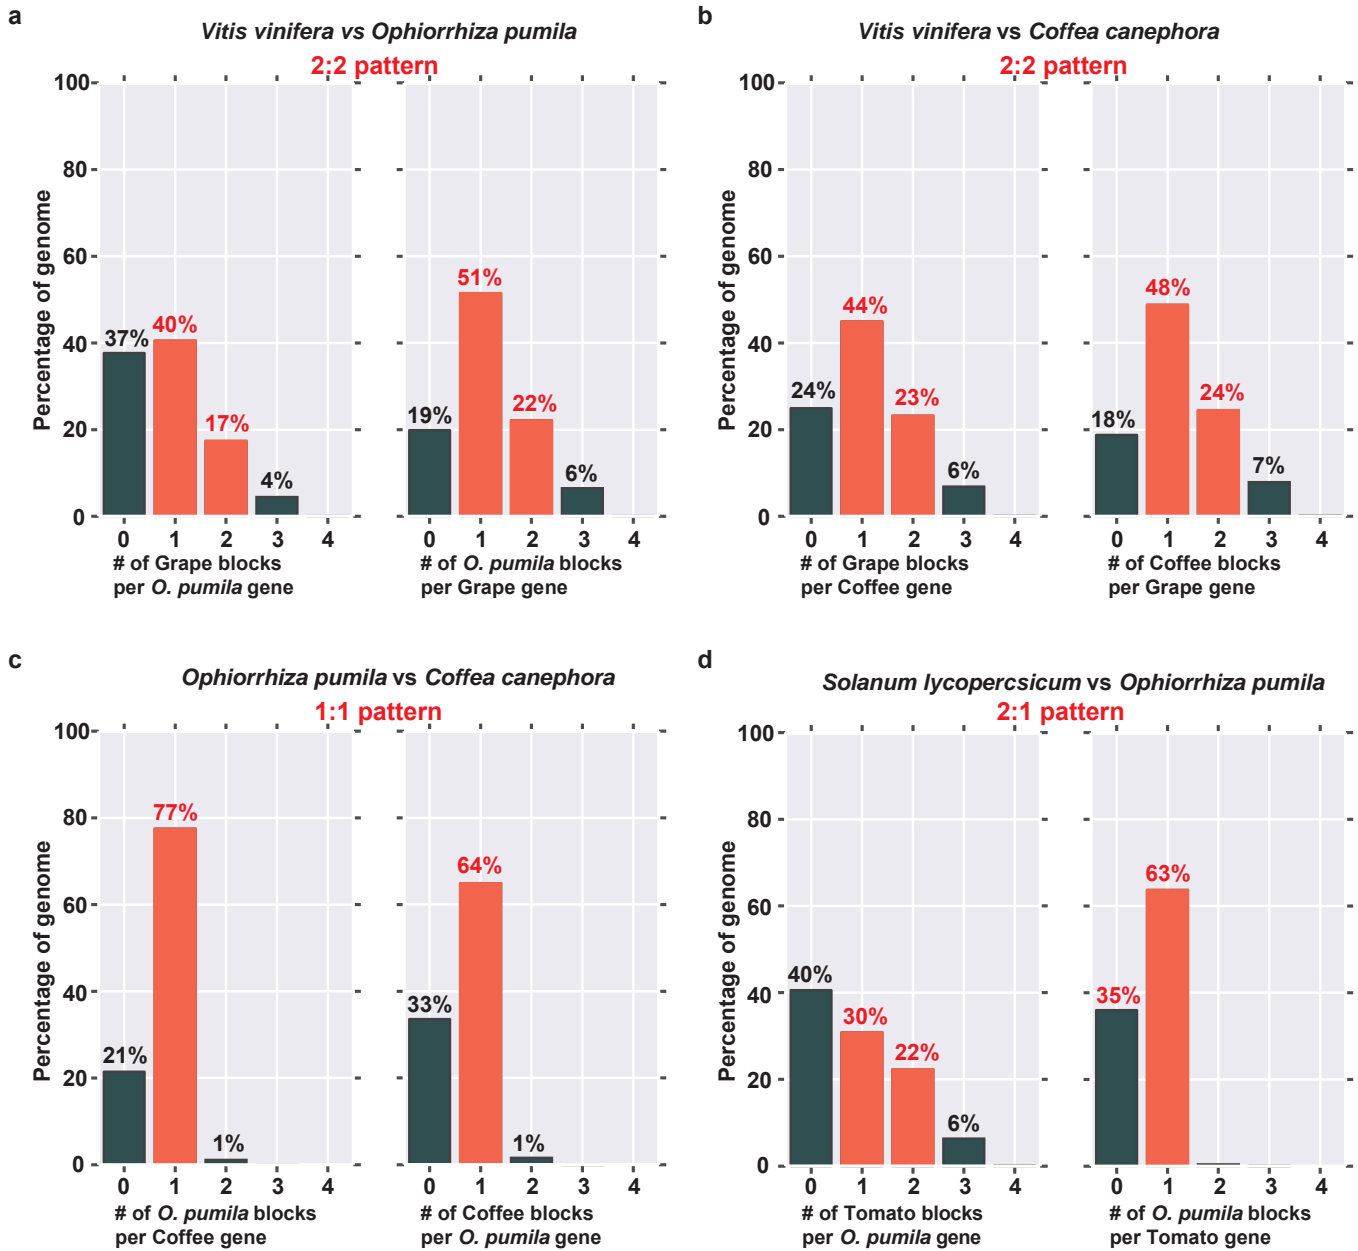 a
Vitis vinifera vs Ophiorrhiza pumila
2:2 pattern
Percentage of genome
100
80
60
40
20
0
37%
40%
17%
4%
0 1 2 3 4
# of Grape blocks
per O. pumila gene
19%
51%
22%
6%
0 1 2 3 4
# of O. pumila blocks
per Grape gene
b
Vitis vinifera vs Coffea canephora
2:2 pattern
Percentage of genome
100
80
60
40
20
0
24%
44%
23%
6%
0 1 2 3 4
# of Grape blocks
per Coffee gene
18%
48%
24%
7%
0 1 2 3 4
# of Coffee blocks
per Grape gene
c
Ophiorrhiza pumila vs Coffea canephora
1:1 pattern
Percentage of genome
100
80
60
40
20
0
21%
77%
1%
0 1 2 3 4
# of O. pumila blocks
per Coffee gene
33%
64%
1%
0 1 2 3 4
# of Coffee blocks
per O. pumila gene
d
Solanum lycopercsicum vs Ophiorrhiza pumila
2:1 pattern
Percentage of genome
100
80
60
40
20
0
40%
30%
22%
6%
0 1 2 3 4
# of Tomato blocks
per O. pumila gene
35%
63%
0 1 2 3 4
# of O. pumila blocks
per Tomato gene